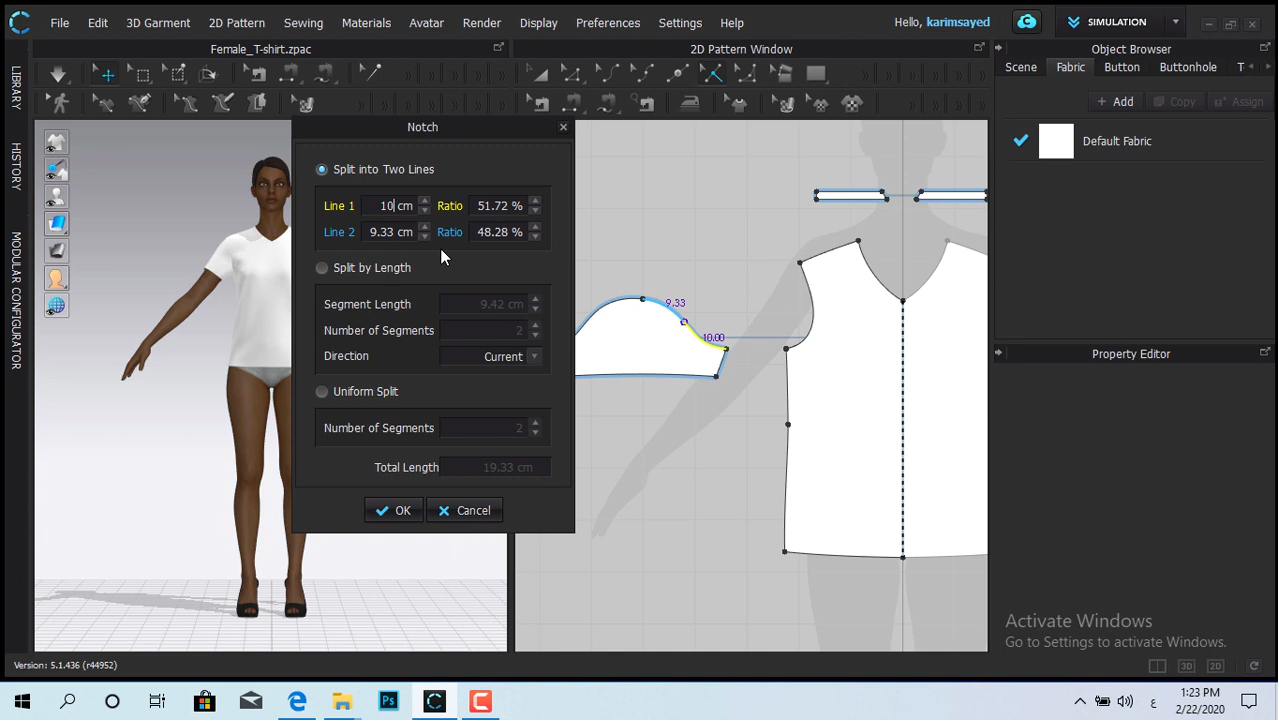 File Edit 3D Garment 2D Pattern Sewing Materials Avatar Render Display Preferences Settings Help Hello, karimsayed SIMULATION
Female_T-shirt.zpac 2D Pattern Window Object Browser
Scene Fabric Button Buttonhole T
+ Add Copy Assign
Default Fabric
LIBRARY
HISTORY
MODULAR CONFIGURATOR
Notch
Split into Two Lines
Line 1 10 cm Ratio 51.72 %
Line 2 9.33 cm Ratio 48.28 %
Split by Length
Segment Length 9.42 cm
Number of Segments 2
Direction Current
Uniform Split
Number of Segments 2
Total Length 19.33 cm
OK Cancel
9.33
10.00
Property Editor
Activate Windows
Go to Settings to activate Windows.
Version: 5.1.436 (r44952) 3D 2D
Ps ع 1:23 PM
2/22/2020